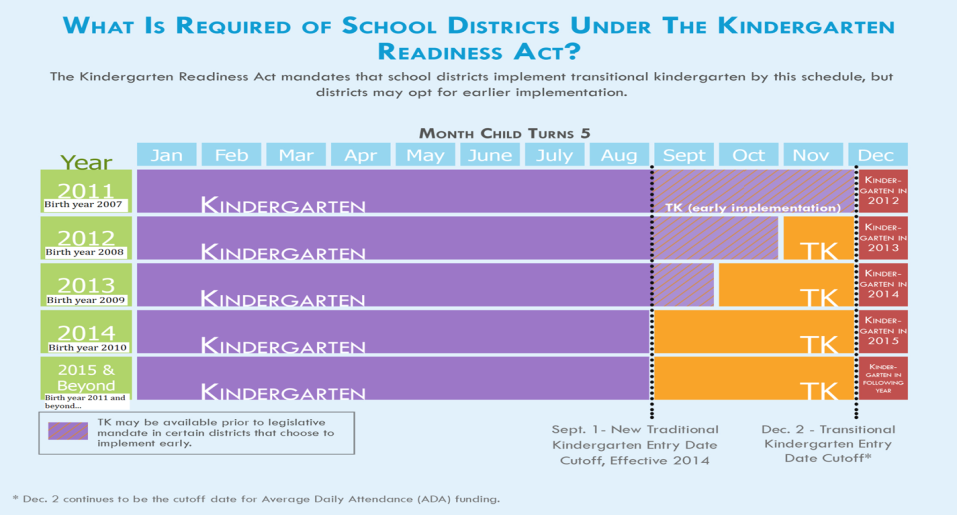 What Is Required of School Districts Under The Kindergarten
Readiness Act?
The Kindergarten Readiness Act mandates that school districts implement transitional kindergarten by this schedule, but
districts may opt for earlier implementation.
Month Child Turns 5
Year
Jan Feb Mar Apr May June July Aug Sept Oct Nov Dec
2011
Birth year 2007
Kindergarten
TK (early implementation)
Kinder-
garten in
2012
2012
Birth year 2008
Kindergarten
TK
Kinder-
garten in
2013
2013
Birth year 2009
Kindergarten
TK
Kinder-
garten in
2014
2014
Birth year 2010
Kindergarten
TK
Kinder-
garten in
2015
2015 &
Beyond
Birth year 2011 and
beyond...
Kindergarten
TK
Kinder-
garten in
following
year
TK may be available prior to legislative
mandate in certain districts that choose to
implement early.
Sept. 1- New Traditional
Kindergarten Entry Date
Cutoff, Effective 2014
Dec. 2 - Transitional
Kindergarten Entry
Date Cutoff*
* Dec. 2 continues to be the cutoff date for Average Daily Attendance (ADA) funding.